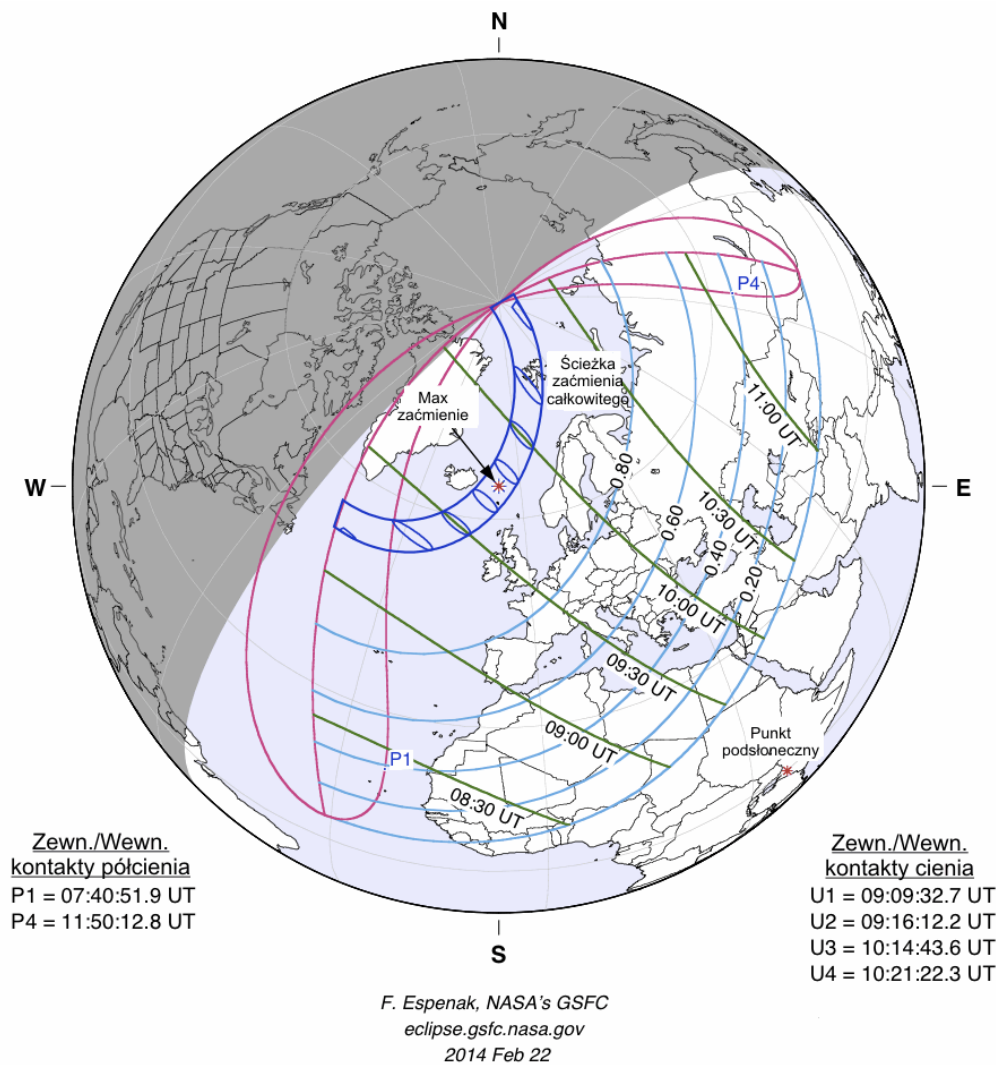 N
P4
Ścieżka
zaćmienia
całkowitego
Max
zaćmienie
11:00 UT
W
E
0.80
0.60
0.40
0.20
10:30 UT
10:00 UT
09:30 UT
09:00 UT
08:30 UT
P1
Punkt
podsłoneczny
Zewn./Wewn.
kontakty półcienia
P1 = 07:40:51.9 UT
P4 = 11:50:12.8 UT
Zewn./Wewn.
kontakty cienia
U1 = 09:09:32.7 UT
U2 = 09:16:12.2 UT
U3 = 10:14:43.6 UT
U4 = 10:21:22.3 UT
S
F. Espenak, NASA's GSFC
eclipse.gsfc.nasa.gov
2014 Feb 22